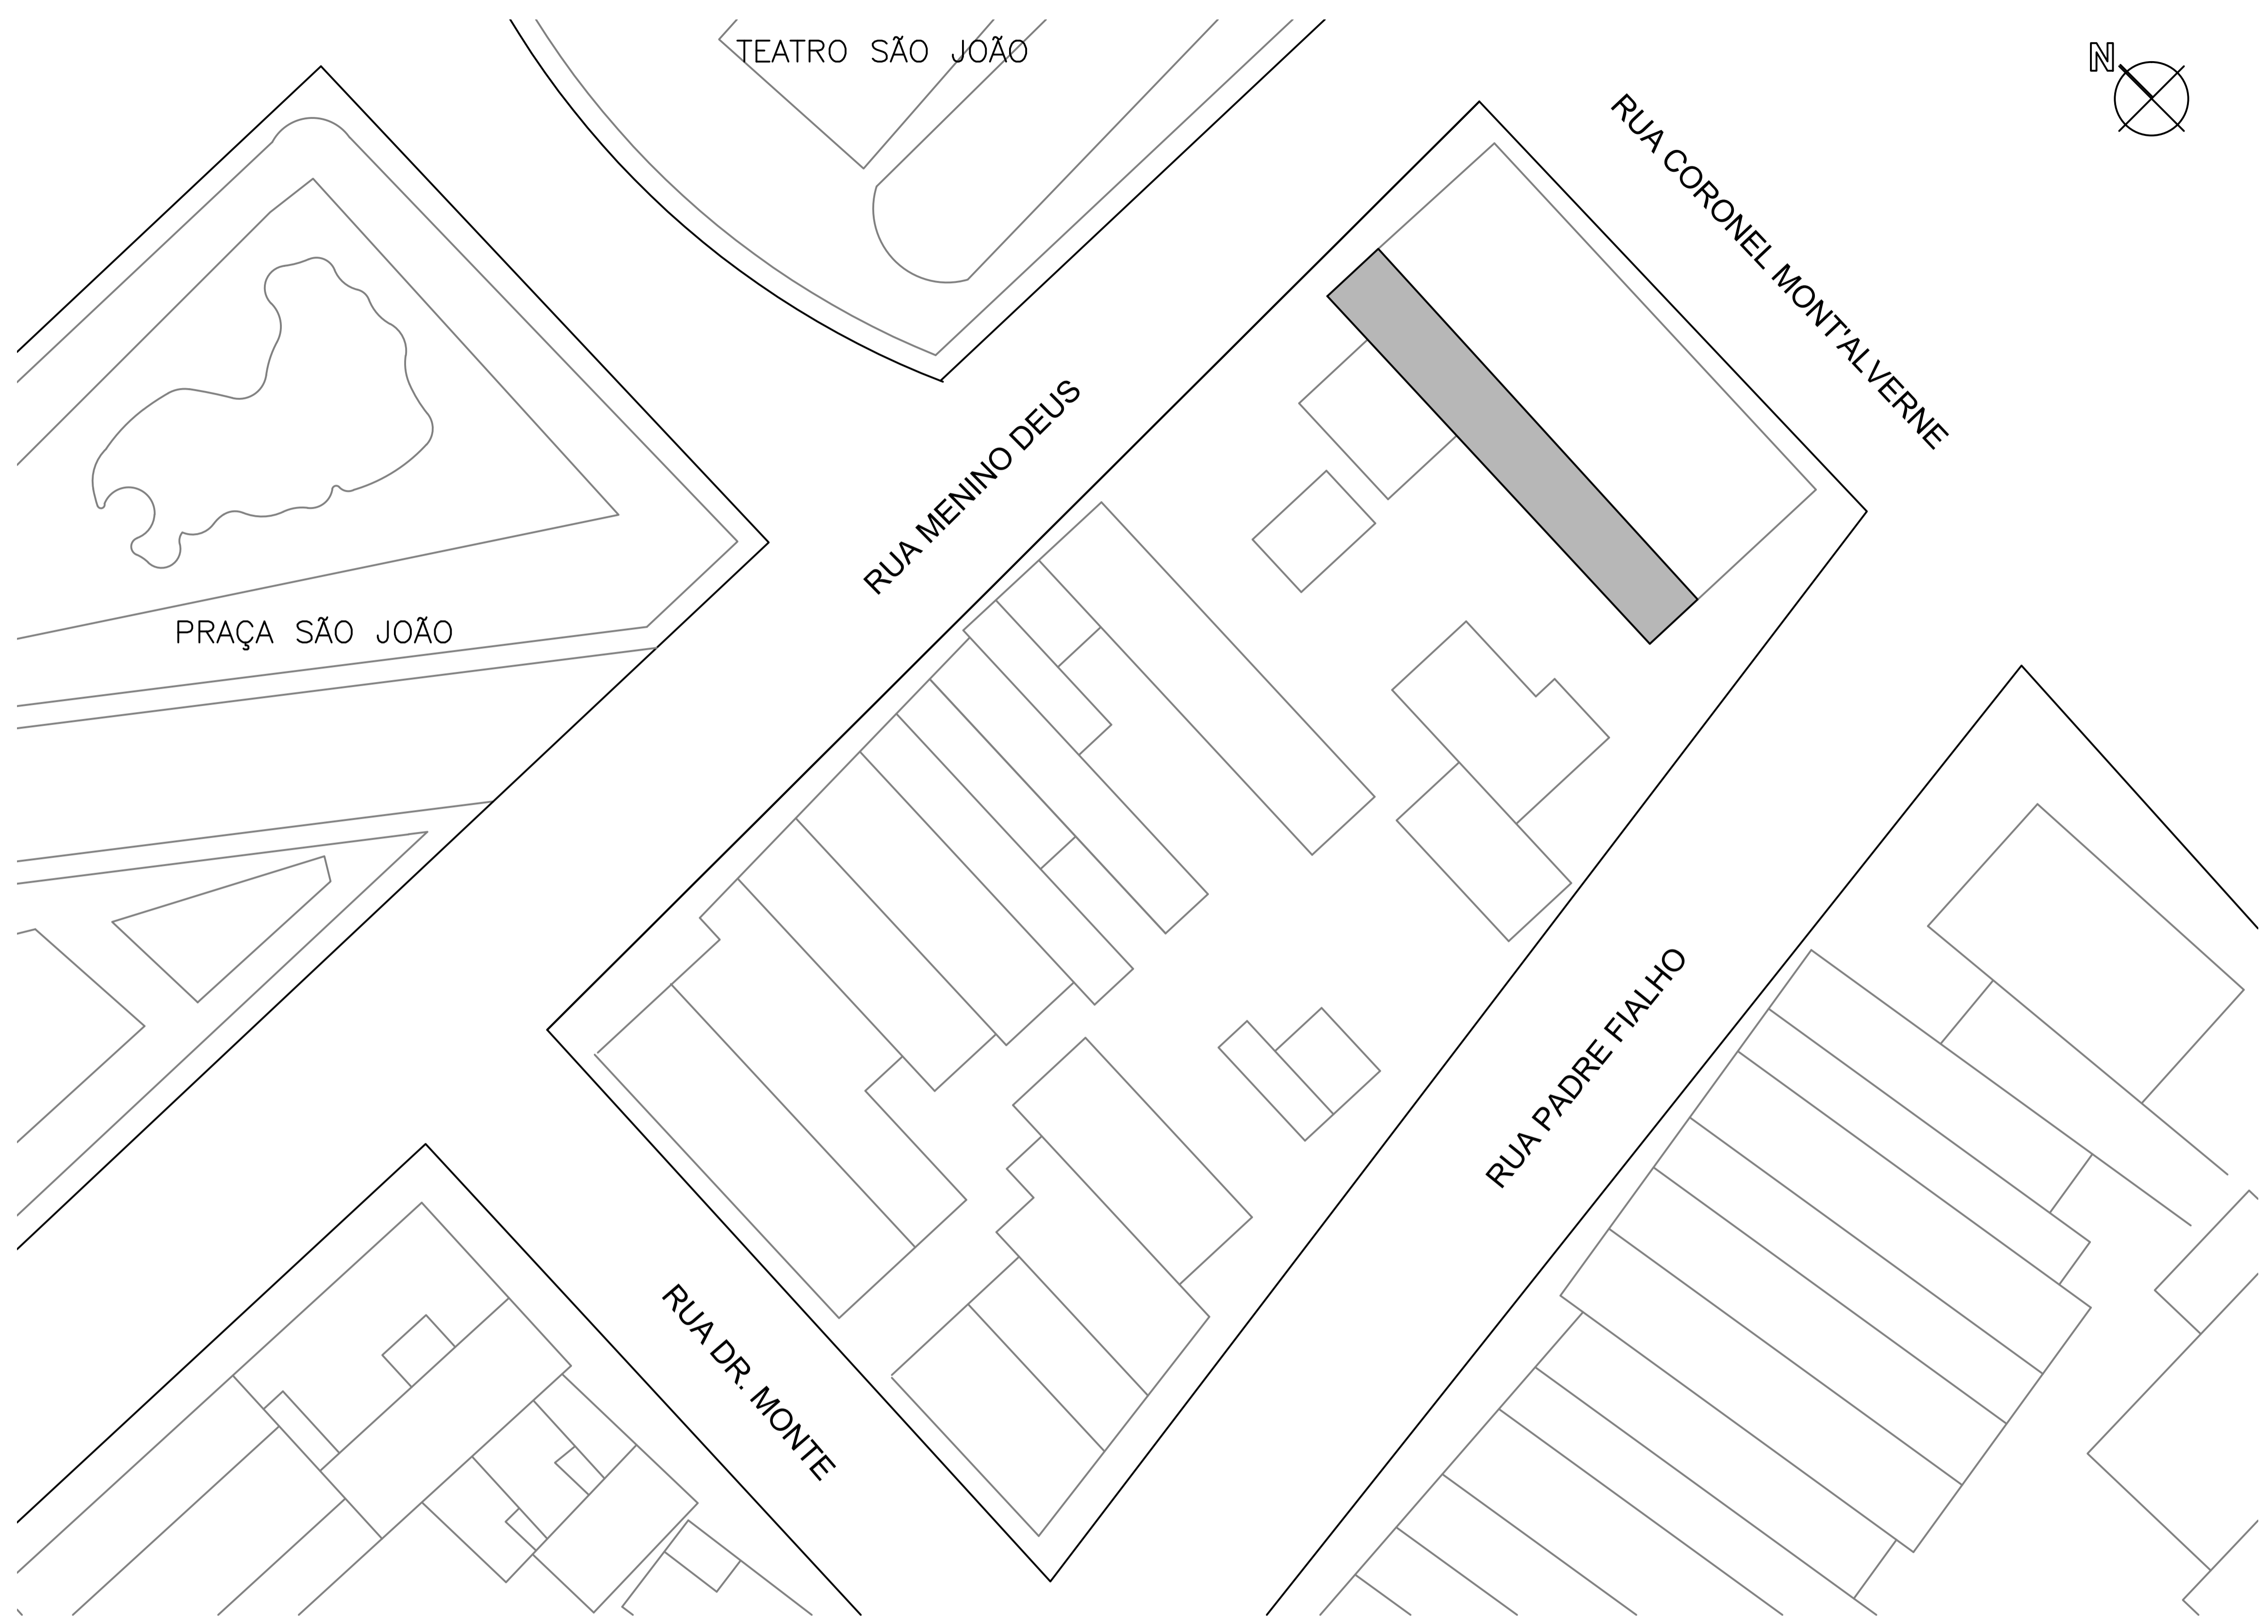 TEATRO SÃO JOÃO
N
RUA CORONEL MONT'ALVERNE
RUA MENINO DEUS
PRAÇA SÃO JOÃO
RUA PADRE FIALHO
RUA DR. MONTE